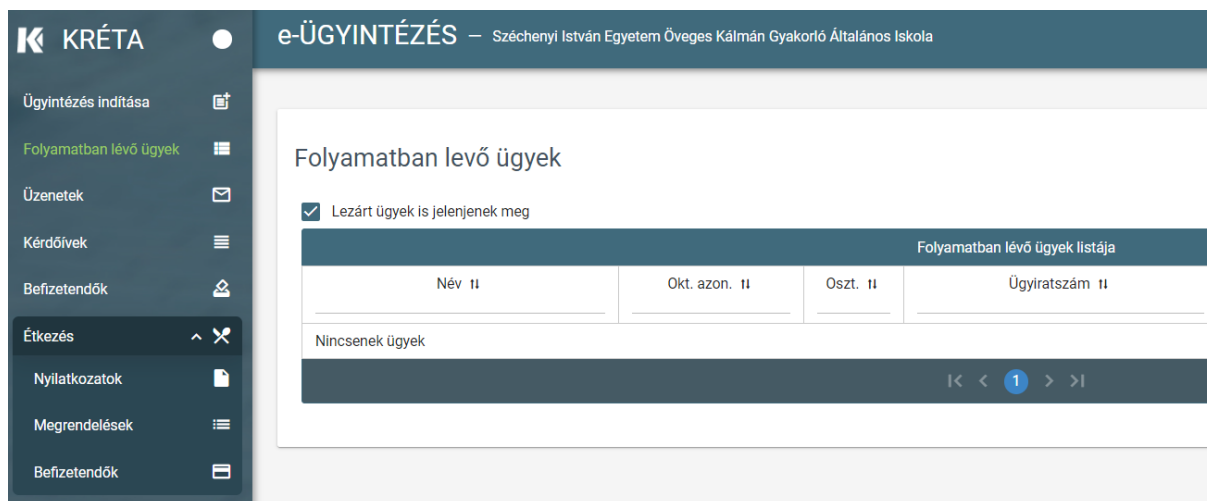 KRÉTA
e-ÜGYINTÉZÉS – Széchenyi István Egyetem Öveges Kálmán Gyakorló Általános Iskola
Ügyintézés indítása
Folyamatban lévő ügyek
Üzenetek
Kérdőívek
Befizetendők
Étkezés
Nyilatkozatok
Megrendelések
Befizetendők
Folyamatban levő ügyek
Lezárt ügyek is jelenjenek meg
Folyamatban lévő ügyek listája
Név Okt. azon. Oszt. Ügyiratszám
Nincsenek ügyek
1